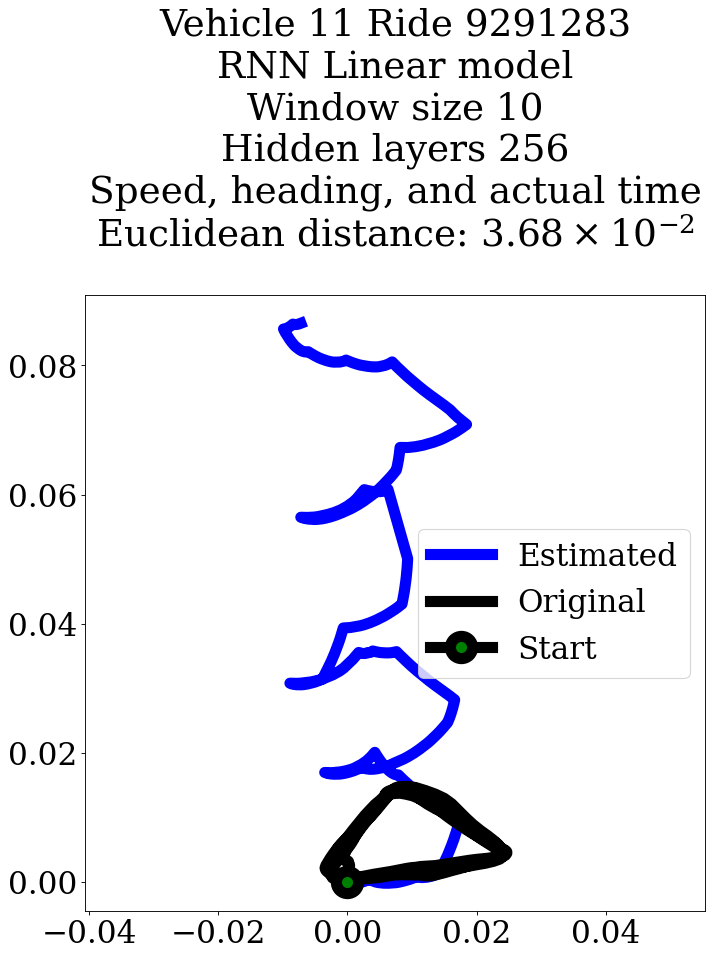 Vehicle 11 Ride 9291283
RNN Linear model
Window size 10
Hidden layers 256
Speed, heading, and actual time
Euclidean distance: 3.68 × 10⁻²
0.08
0.06
0.04
0.02
0.00
−0.04 −0.02 0.00 0.02 0.04
Estimated
Original
Start